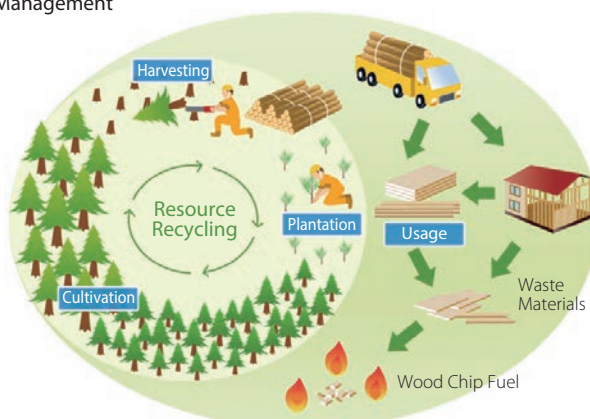 Management
Harvesting
Resource
Recycling
Plantation
Usage
Cultivation
Waste
Materials
Wood Chip Fuel